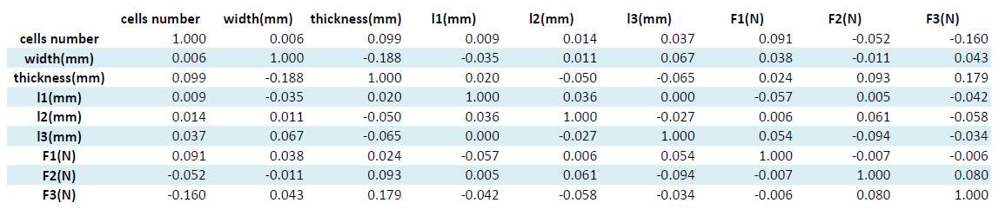 cells number width(mm) thickness(mm) l1(mm) l2(mm) l3(mm) F1(N) F2(N) F3(N)
cells number 1.000 0.006 0.099 0.009 0.014 0.037 0.091 -0.052 -0.160
width(mm) 0.006 1.000 -0.188 -0.035 0.011 0.067 0.038 -0.011 0.043
thickness(mm) 0.099 -0.188 1.000 0.020 -0.050 -0.065 0.024 0.093 0.179
l1(mm) 0.009 -0.035 0.020 1.000 0.036 0.000 -0.057 0.005 -0.042
l2(mm) 0.014 0.011 -0.050 0.036 1.000 -0.027 0.006 0.061 -0.058
l3(mm) 0.037 0.067 -0.065 0.000 -0.027 1.000 0.054 -0.094 -0.034
F1(N) 0.091 0.038 0.024 -0.057 0.006 0.054 1.000 -0.007 -0.006
F2(N) -0.052 -0.011 0.093 0.005 0.061 -0.094 -0.007 1.000 0.080
F3(N) -0.160 0.043 0.179 -0.042 -0.058 -0.034 -0.006 0.080 1.000